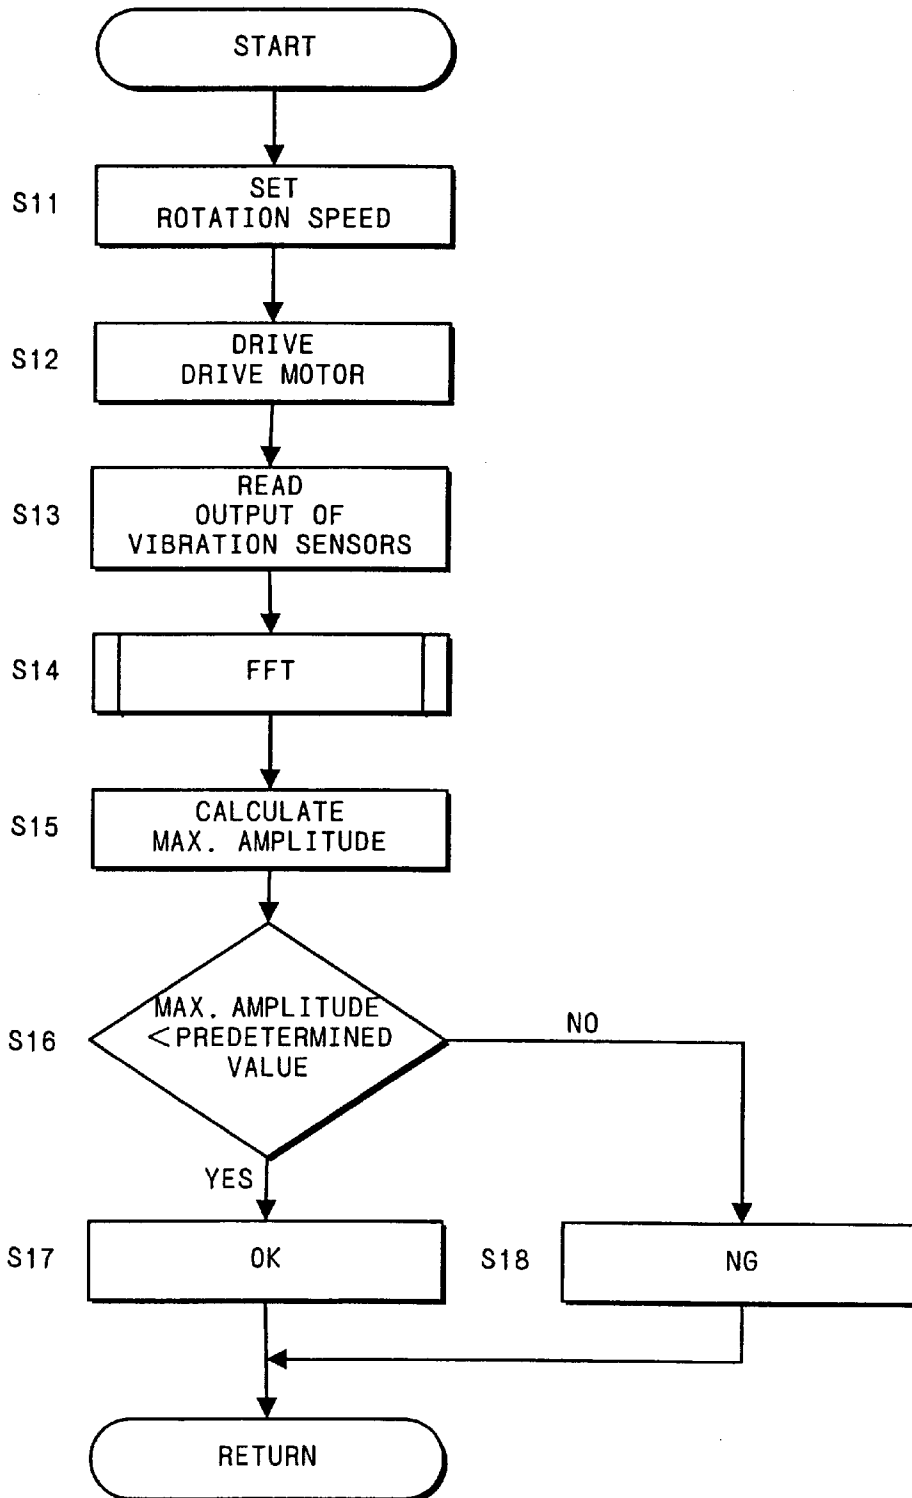 START
S11
SET
ROTATION SPEED
S12
DRIVE
DRIVE MOTOR
S13
READ
OUTPUT OF
VIBRATION SENSORS
S14
FFT
S15
CALCULATE
MAX. AMPLITUDE
S16
MAX. AMPLITUDE
<PREDETERMINED
VALUE
NO
YES
S17
OK
S18
NG
RETURN